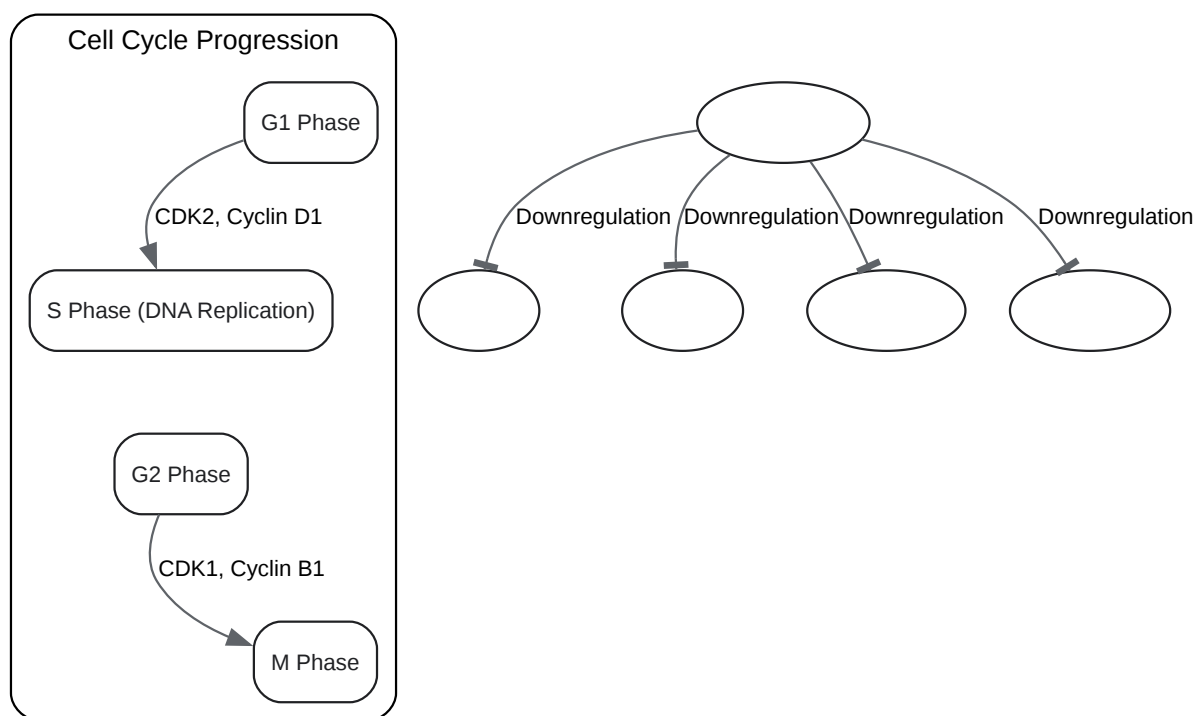 Cell Cycle Progression
G1 Phase
CDK2, Cyclin D1
Downregulation
Downregulation
Downregulation
Downregulation
S Phase (DNA Replication)
G2 Phase
CDK1, Cyclin B1
M Phase